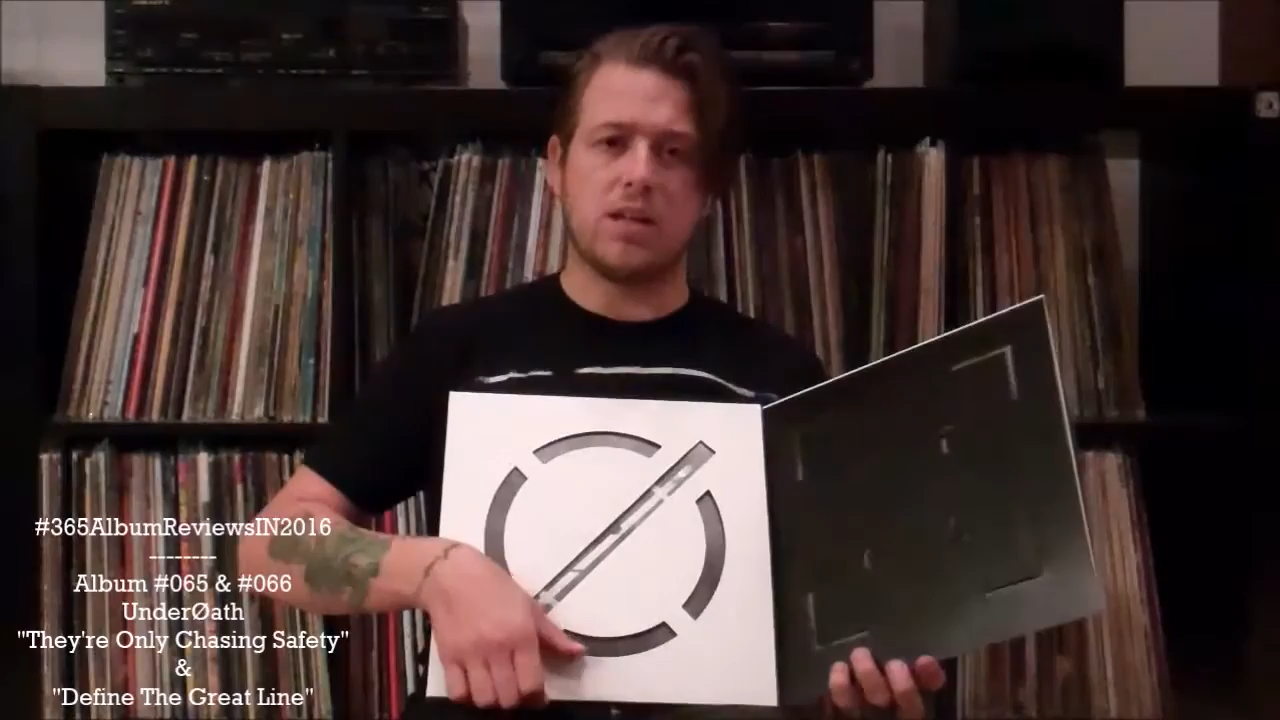 #365AlbumReviewsIN2016
--------
Album #065 & #066
UnderØath
"They're Only Chasing Safety"
&
"Define The Great Line"